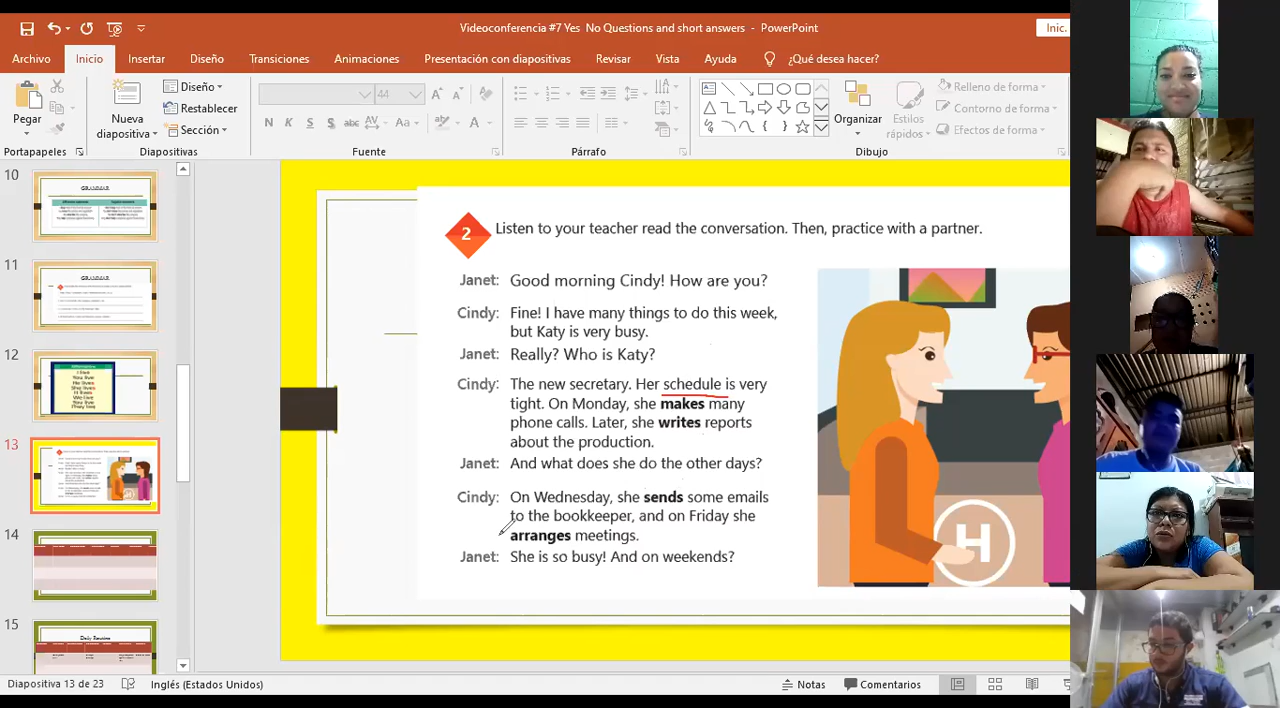 Videoconferencia #7 Yes No Questions and short answers - PowerPoint
Inic.
Archivo Inicio Insertar Diseño Transiciones Animaciones Presentación con diapositivas Revisar Vista Ayuda ¿Qué desea hacer?
Pegar
Nueva diapositiva
Diseño
Restablecer
Sección
44
N K S S abc AV Aa A
Organizar
Estilos rápidos
Relleno de forma
Contorno de forma
Efectos de forma
Portapapeles Diapositivas Fuente Párrafo Dibujo
10
GRAMMAR
11
GRAMMAR
12
13
14
15
Daily Routine
2 Listen to your teacher read the conversation. Then, practice with a partner.
Janet: Good morning Cindy! How are you?
Cindy: Fine! I have many things to do this week,
but Katy is very busy.
Janet: Really? Who is Katy?
Cindy: The new secretary. Her schedule is very
tight. On Monday, she makes many
phone calls. Later, she writes reports
about the production.
Janet: And what does she do the other days?
Cindy: On Wednesday, she sends some emails
to the bookkeeper, and on Friday she
arranges meetings.
Janet: She is so busy! And on weekends?
H
Diapositiva 13 de 23 Inglés (Estados Unidos) Notas Comentarios